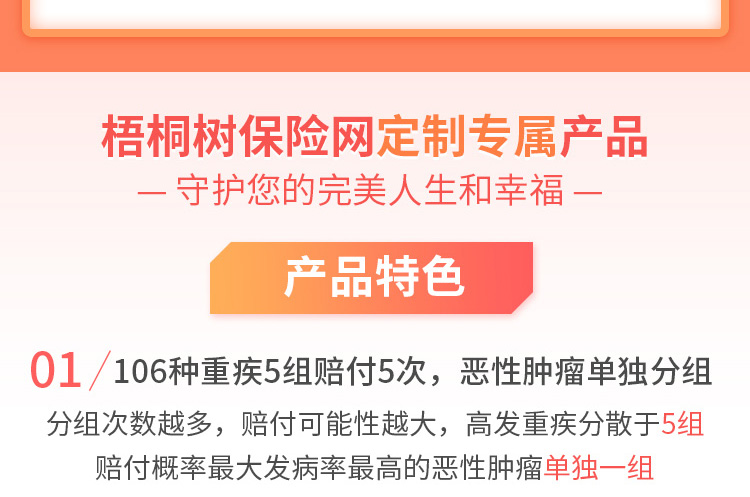 梧桐树保险网定制专属产品
— 守护您的完美人生和幸福 —
产品特色
01/106种重疾5组赔付5次，恶性肿瘤单独分组
分组次数越多，赔付可能性越大，高发重疾分散于5组
赔付概率最大发病率最高的恶性肿瘤单独一组